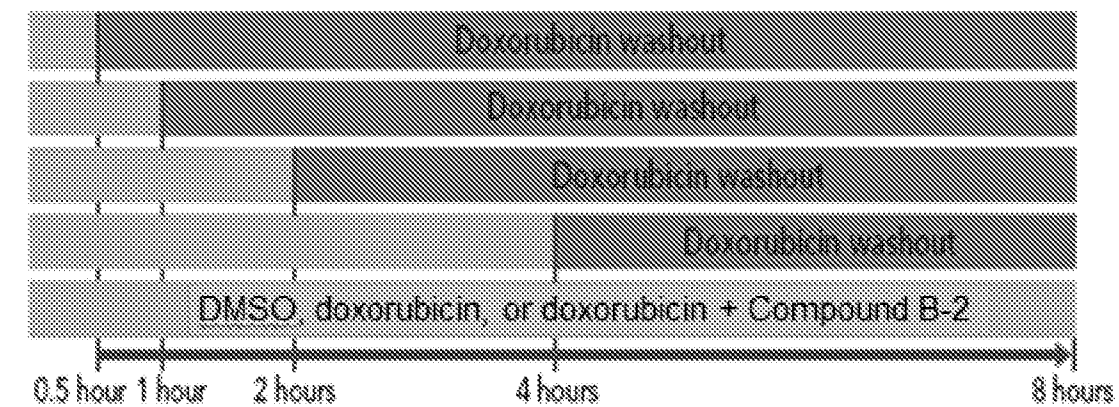 Doxorubicin washout
Doxorubicin washout
Doxorubicin washout
Doxorubicin washout
DMSO, doxorubicin, or doxorubicin + Compound B-2
0.5 hour 1 hour 2 hours 4 hours 8 hours